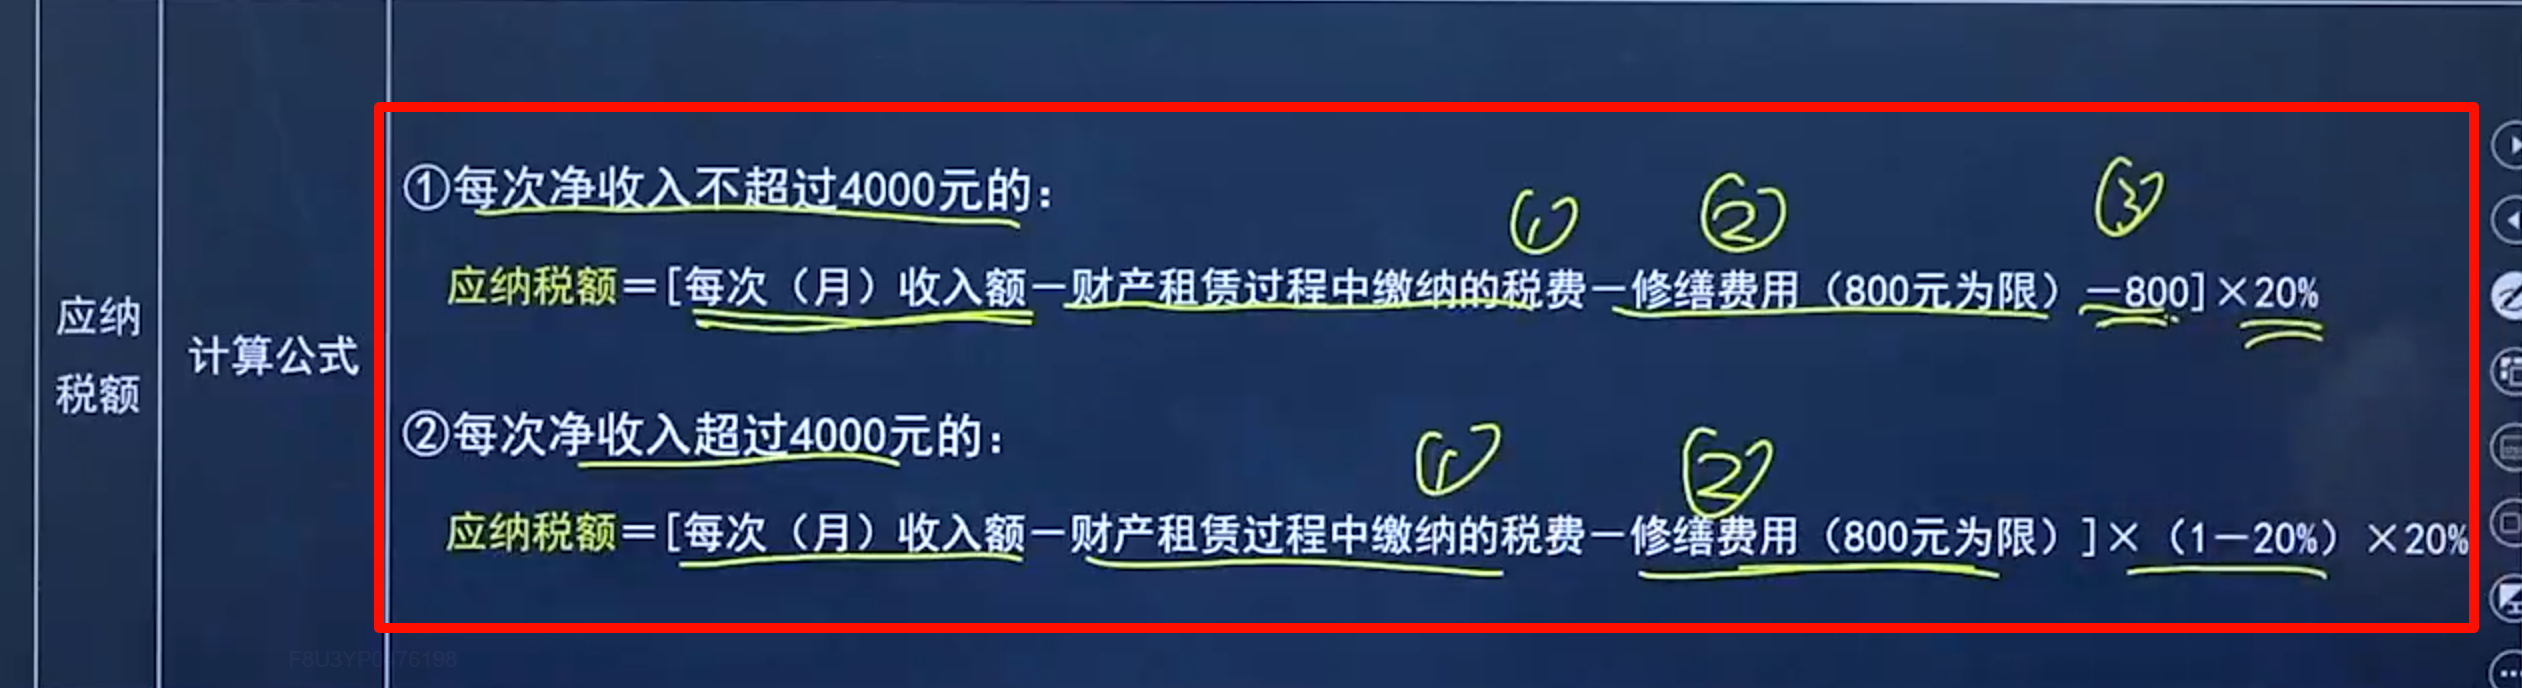 应纳
税额
计算公式
①每次净收入不超过4000元的：
① ② ③
应纳税额＝[每次（月）收入额－财产租赁过程中缴纳的税费－修缮费用（800元为限）－800]×20%
②每次净收入超过4000元的：
① ②
应纳税额＝[每次（月）收入额－财产租赁过程中缴纳的税费－修缮费用（800元为限）]×（1－20%）×20%